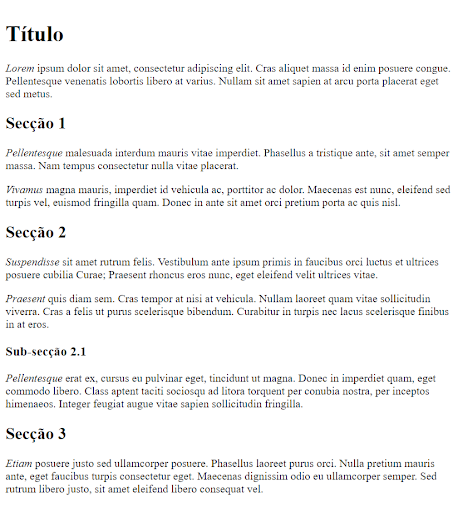 Título
Lorem ipsum dolor sit amet, consectetur adipiscing elit. Cras aliquet massa id enim posuere congue.
Pellentesque venenatis lobortis libero at varius. Nullam sit amet sapien at arcu porta placerat eget
sed metus.
Secção 1
Pellentesque malesuada interdum mauris vitae imperdiet. Phasellus a tristique ante, sit amet semper
massa. Nam tempus consectetur nulla vitae placerat.
Vivamus magna mauris, imperdiet id vehicula ac, porttitor ac dolor. Maecenas est nunc, eleifend sed
turpis vel, euismod fringilla quam. Donec in ante sit amet orci pretium porta ac quis nisl.
Secção 2
Suspendisse sit amet rutrum felis. Vestibulum ante ipsum primis in faucibus orci luctus et ultrices
posuere cubilia Curae; Praesent rhoncus eros nunc, eget eleifend velit ultrices vitae.
Praesent quis diam sem. Cras tempor at nisi at vehicula. Nullam laoreet quam vitae sollicitudin
viverra. Cras a felis ut purus scelerisque bibendum. Curabitur in turpis nec lacus scelerisque finibus
in at eros.
Sub-secção 2.1
Pellentesque erat ex, cursus eu pulvinar eget, tincidunt ut magna. Donec in imperdiet quam, eget
commodo libero. Class aptent taciti sociosqu ad litora torquent per conubia nostra, per inceptos
himenaeos. Integer feugiat augue vitae sapien sollicitudin fringilla.
Secção 3
Etiam posuere justo sed ullamcorper posuere. Phasellus laoreet purus orci. Nulla pretium mauris
ante, eget faucibus turpis consectetur eget. Maecenas dignissim odio eu ullamcorper semper. Sed
rutrum libero justo, sit amet eleifend libero consequat vel.